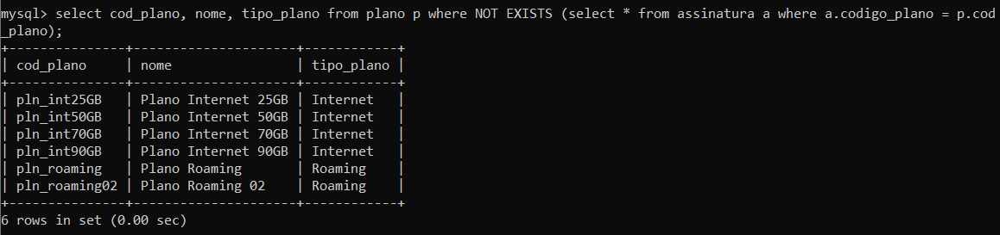 mysql> select cod_plano, nome, tipo_plano from plano p where NOT EXISTS (select * from assinatura a where a.codigo_plano = p.cod
_plano);
+---------------+---------------------+------------+
| cod_plano     | nome                | tipo_plano |
+---------------+---------------------+------------+
| pln_int25GB   | Plano Internet 25GB | Internet   |
| pln_int50GB   | Plano Internet 50GB | Internet   |
| pln_int70GB   | Plano Internet 70GB | Internet   |
| pln_int90GB   | Plano Internet 90GB | Internet   |
| pln_roaming   | Plano Roaming       | Roaming    |
| pln_roaming02 | Plano Roaming 02    | Roaming    |
+---------------+---------------------+------------+
6 rows in set (0.00 sec)